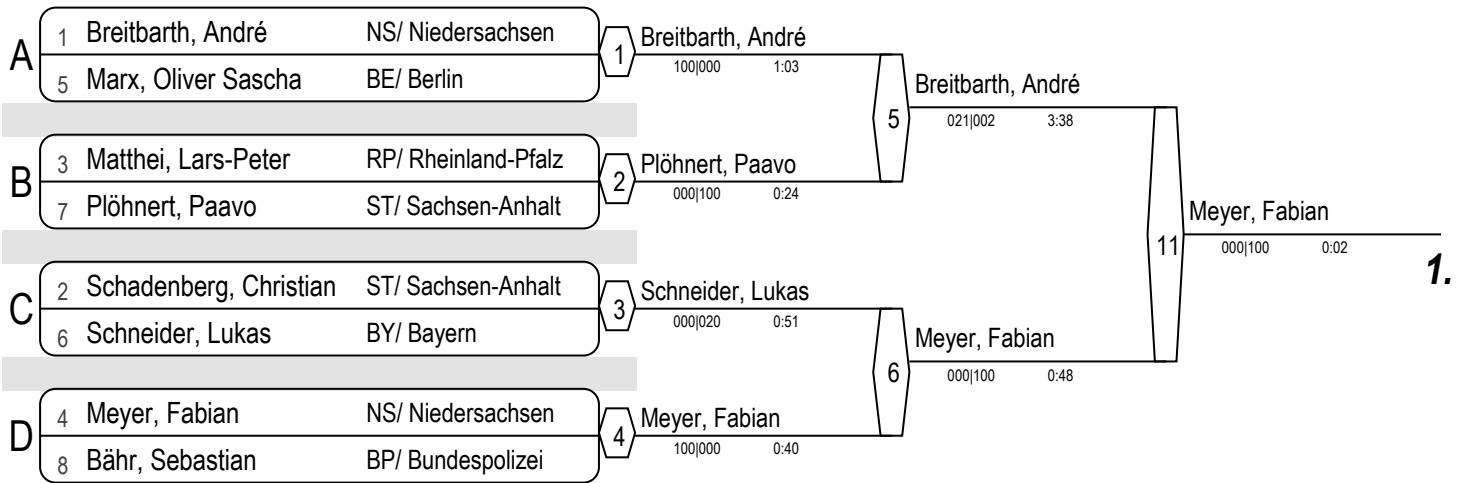 A
1 Breitbarth, André NS/ Niedersachsen
5 Marx, Oliver Sascha BE/ Berlin
1
Breitbarth, André
100|000 1:03
B
3 Matthei, Lars-Peter RP/ Rheinland-Pfalz
7 Plöhnert, Paavo ST/ Sachsen-Anhalt
2
Plöhnert, Paavo
000|100 0:24
C
2 Schadenberg, Christian ST/ Sachsen-Anhalt
6 Schneider, Lukas BY/ Bayern
3
Schneider, Lukas
000|020 0:51
D
4 Meyer, Fabian NS/ Niedersachsen
8 Bähr, Sebastian BP/ Bundespolizei
4
Meyer, Fabian
100|000 0:40
5
Breitbarth, André
021|002 3:38
6
Meyer, Fabian
000|100 0:48
11
Meyer, Fabian
000|100 0:02
1.